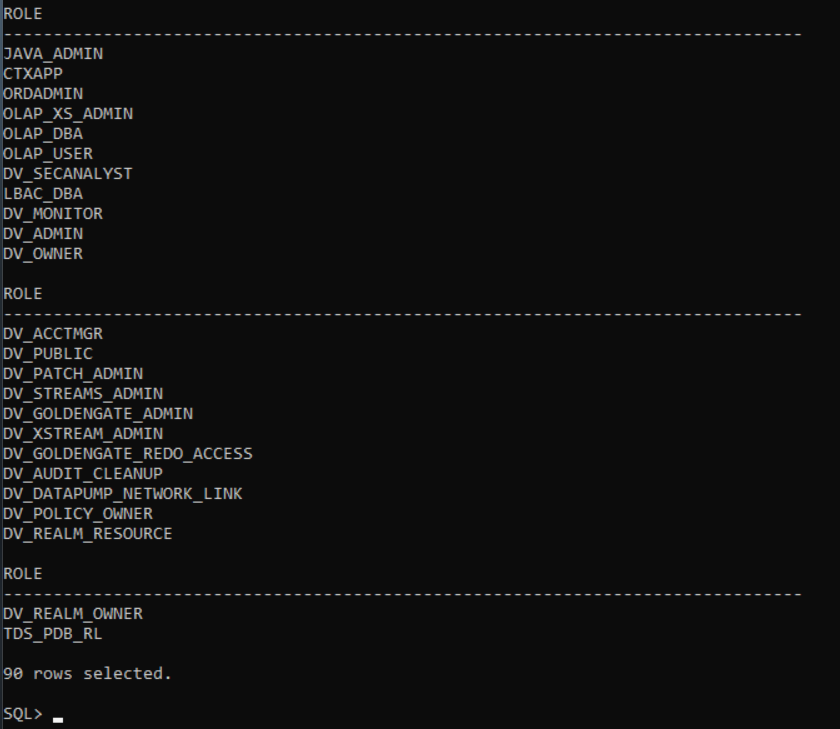 ROLE
--------------------------------------------------------------------------------
JAVA_ADMIN
CTXAPP
ORDADMIN
OLAP_XS_ADMIN
OLAP_DBA
OLAP_USER
DV_SECANALYST
LBAC_DBA
DV_MONITOR
DV_ADMIN
DV_OWNER
ROLE
--------------------------------------------------------------------------------
DV_ACCTMGR
DV_PUBLIC
DV_PATCH_ADMIN
DV_STREAMS_ADMIN
DV_GOLDENGATE_ADMIN
DV_XSTREAM_ADMIN
DV_GOLDENGATE_REDO_ACCESS
DV_AUDIT_CLEANUP
DV_DATAPUMP_NETWORK_LINK
DV_POLICY_OWNER
DV_REALM_RESOURCE
ROLE
--------------------------------------------------------------------------------
DV_REALM_OWNER
TDS_PDB_RL
90 rows selected.
SQL>